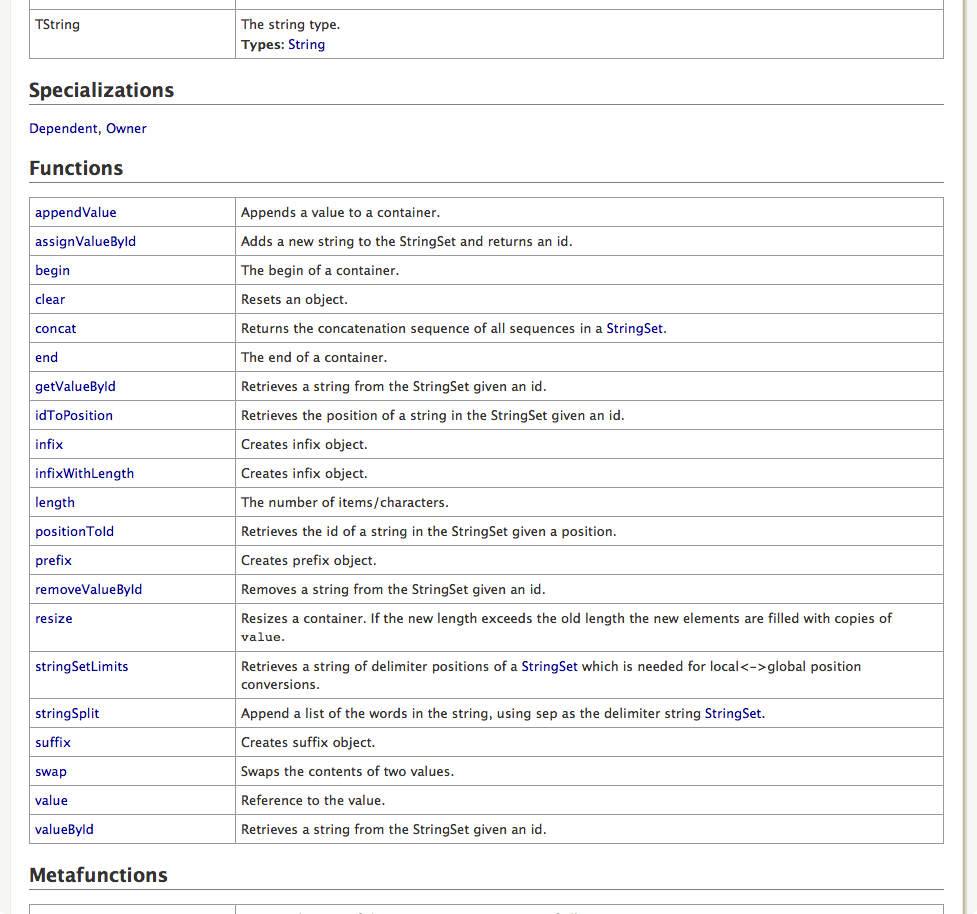 TString The string type.
Types: String
Specializations
Dependent, Owner
Functions
appendValue Appends a value to a container.
assignValueById Adds a new string to the StringSet and returns an id.
begin The begin of a container.
clear Resets an object.
concat Returns the concatenation sequence of all sequences in a StringSet.
end The end of a container.
getValueById Retrieves a string from the StringSet given an id.
idToPosition Retrieves the position of a string in the StringSet given an id.
infix Creates infix object.
infixWithLength Creates infix object.
length The number of items/characters.
positionToId Retrieves the id of a string in the StringSet given a position.
prefix Creates prefix object.
removeValueById Removes a string from the StringSet given an id.
resize Resizes a container. If the new length exceeds the old length the new elements are filled with copies of
value.
stringSetLimits Retrieves a string of delimiter positions of a StringSet which is needed for local<->global position
conversions.
stringSplit Append a list of the words in the string, using sep as the delimiter string StringSet.
suffix Creates suffix object.
swap Swaps the contents of two values.
value Reference to the value.
valueById Retrieves a string from the StringSet given an id.
Metafunctions